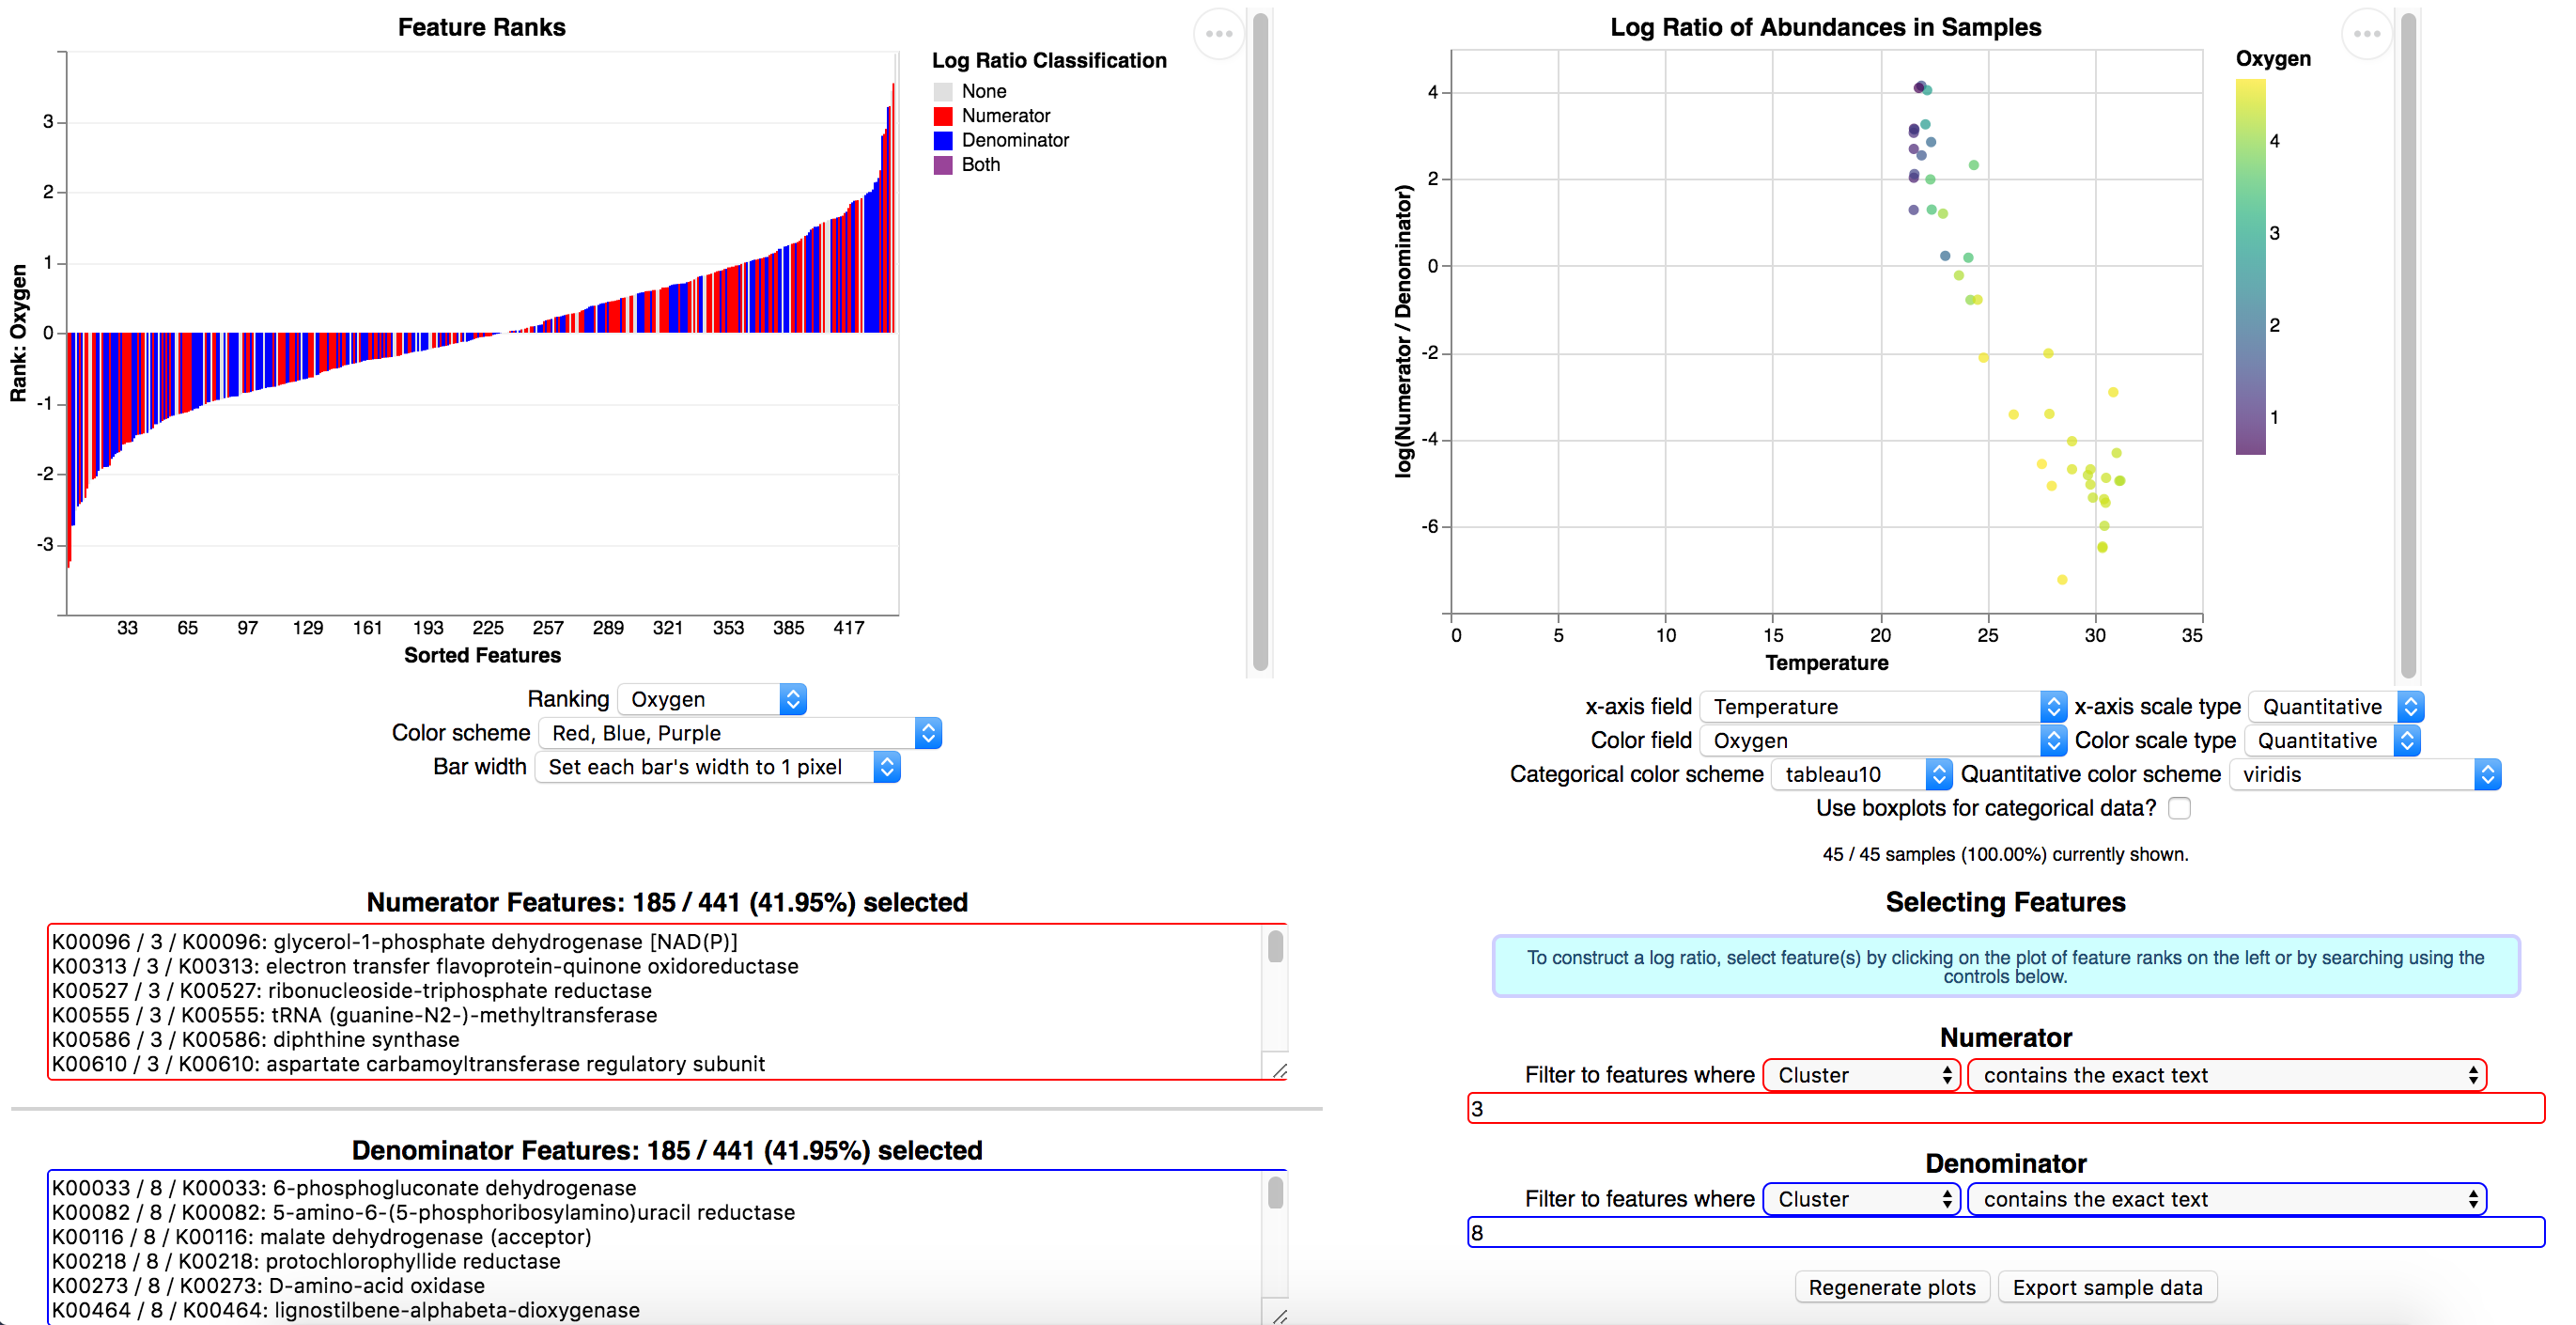 Feature Ranks
Rank: Oxygen
3
2
1
0
-1
-2
-3
33 65 97 129 161 193 225 257 289 321 353 385 417
Sorted Features
Log Ratio Classification
None
Numerator
Denominator
Both
Ranking Oxygen
Color scheme Red, Blue, Purple
Bar width Set each bar's width to 1 pixel
Log Ratio of Abundances in Samples
log(Numerator / Denominator)
4
2
0
-2
-4
-6
0 5 10 15 20 25 30 35
Temperature
Oxygen
4
3
2
1
x-axis field Temperature x-axis scale type Quantitative
Color field Oxygen Color scale type Quantitative
Categorical color scheme tableau10 Quantitative color scheme viridis
Use boxplots for categorical data?
45 / 45 samples (100.00%) currently shown.
Numerator Features: 185 / 441 (41.95%) selected
K00096 / 3 / K00096: glycerol-1-phosphate dehydrogenase [NAD(P)]
K00313 / 3 / K00313: electron transfer flavoprotein-quinone oxidoreductase
K00527 / 3 / K00527: ribonucleoside-triphosphate reductase
K00555 / 3 / K00555: tRNA (guanine-N2-)-methyltransferase
K00586 / 3 / K00586: diphthine synthase
K00610 / 3 / K00610: aspartate carbamoyltransferase regulatory subunit
Denominator Features: 185 / 441 (41.95%) selected
K00033 / 8 / K00033: 6-phosphogluconate dehydrogenase
K00082 / 8 / K00082: 5-amino-6-(5-phosphoribosylamino)uracil reductase
K00116 / 8 / K00116: malate dehydrogenase (acceptor)
K00218 / 8 / K00218: protochlorophyllide reductase
K00273 / 8 / K00273: D-amino-acid oxidase
K00464 / 8 / K00464: lignostilbene-alphabeta-dioxygenase
Selecting Features
To construct a log ratio, select feature(s) by clicking on the plot of feature ranks on the left or by searching using the
controls below.
Numerator
Filter to features where Cluster contains the exact text
3
Denominator
Filter to features where Cluster contains the exact text
8
Regenerate plots Export sample data